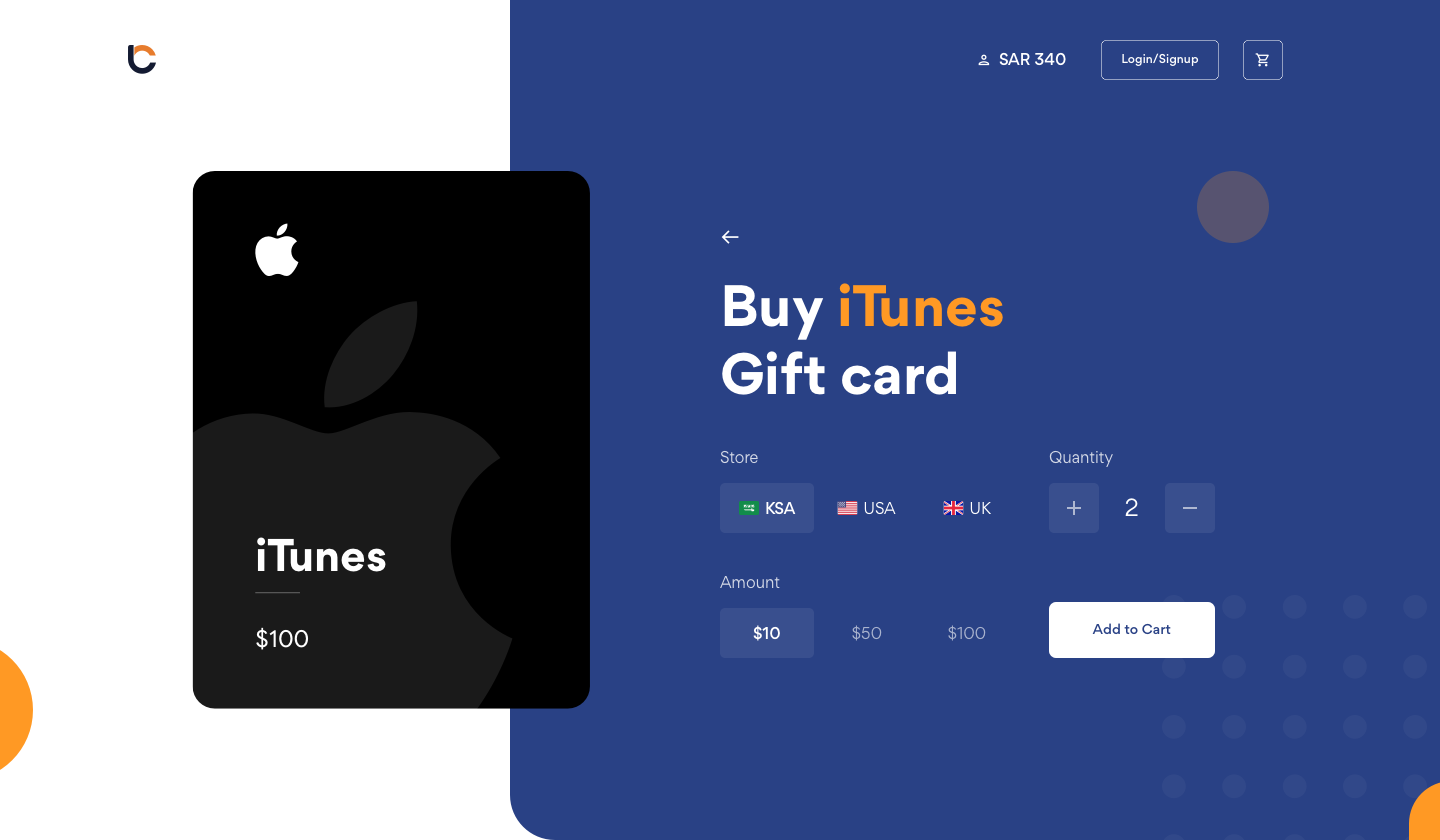 SAR 340
Login/Signup
iTunes
$100
Buy iTunes
Gift card
Store
Quantity
KSA
USA
UK
2
Amount
$10
$50
$100
Add to Cart